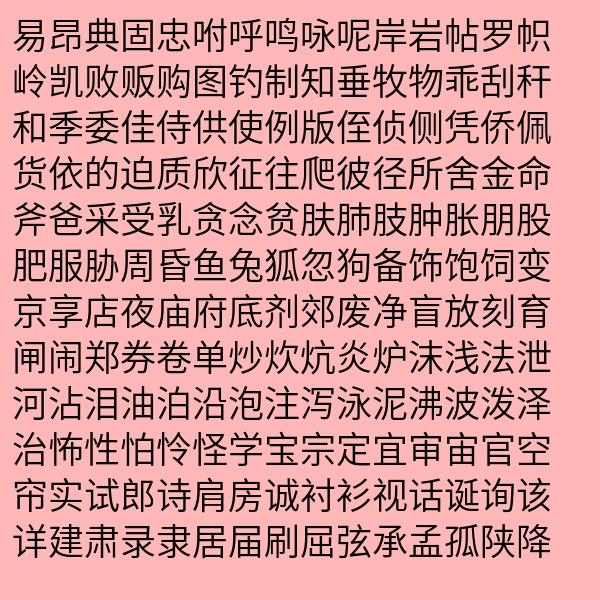 易昂典固忠咐呼鸣咏呢岸岩帖罗帜
岭凯败贩购图钓制知垂牧物乖刮秆
和季委佳侍供使例版侄侦侧凭侨佩
货依的迫质欣征往爬彼径所舍金命
斧爸采受乳贪念贫肤肺肢肿胀朋股
肥服胁周昏鱼兔狐忽狗备饰饱饲变
京享店夜庙府底剂郊废净盲放刻育
闸闹郑券卷单炒炊炕炎炉沫浅法泄
河沾泪油泊沿泡注泻泳泥沸波泼泽
治怖性怕怜怪学宝宗定宜审宙官空
帘实试郎诗肩房诚衬衫视话诞询该
详建肃录隶居届刷屈弦承孟孤陕降